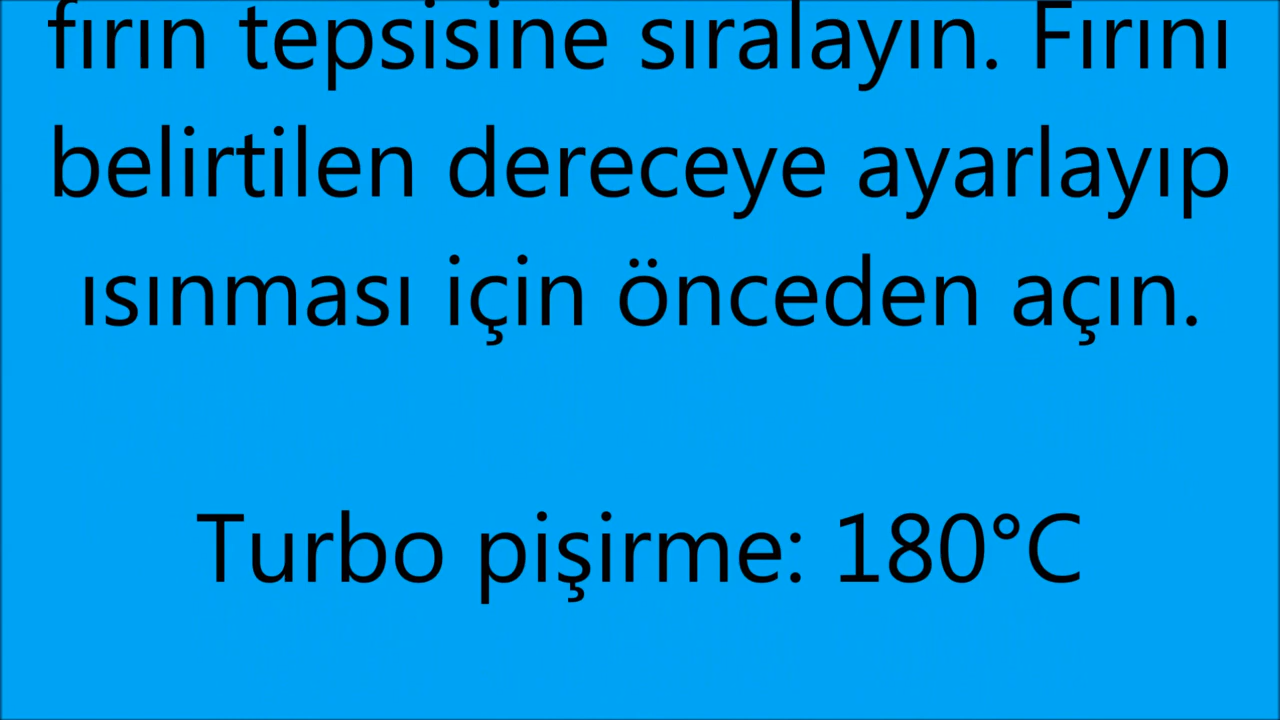 fırın tepsisine sıralayın. Fırını
belirtilen dereceye ayarlayıp
ısınması için önceden açın.
Turbo pişirme: 180°C